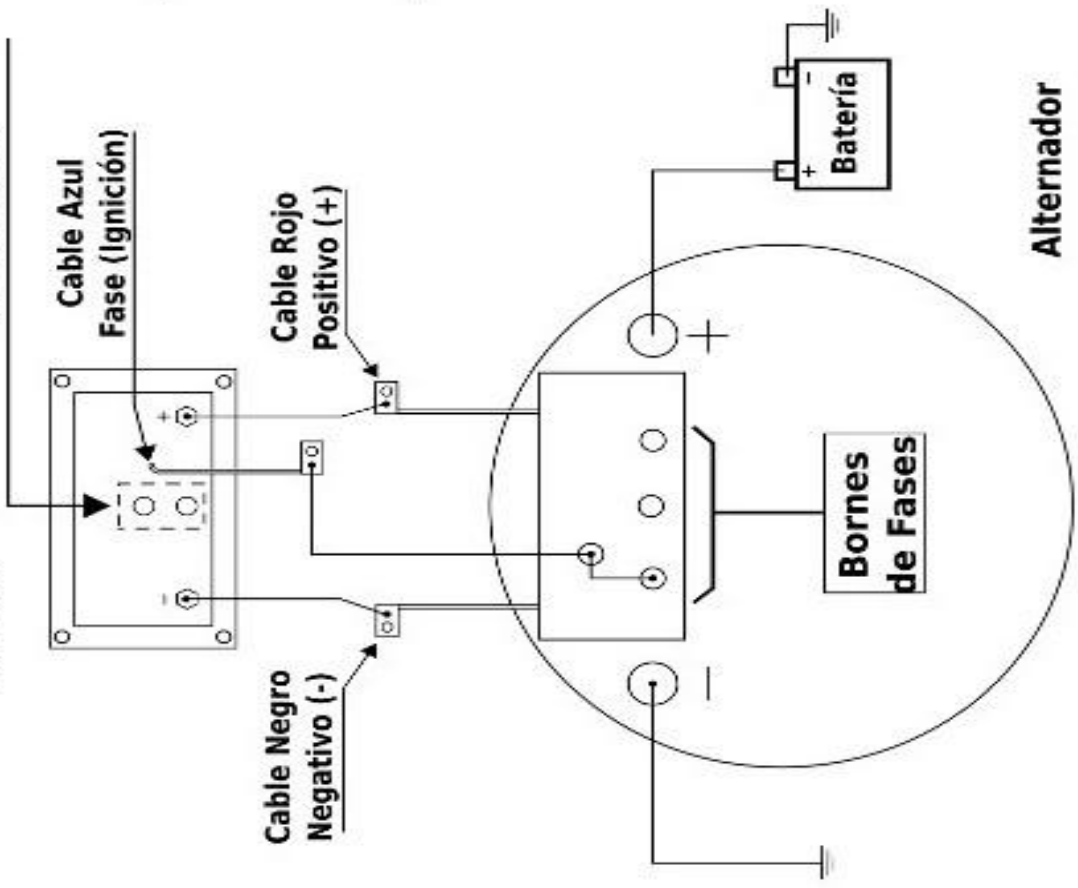 Cable Azul
Fase (Ignición)
Cable Rojo
Positivo (+)
Cable Negro
Negativo (-)
+
-
+
-
+
-
Batería
Bornes
de Fases
Alternador